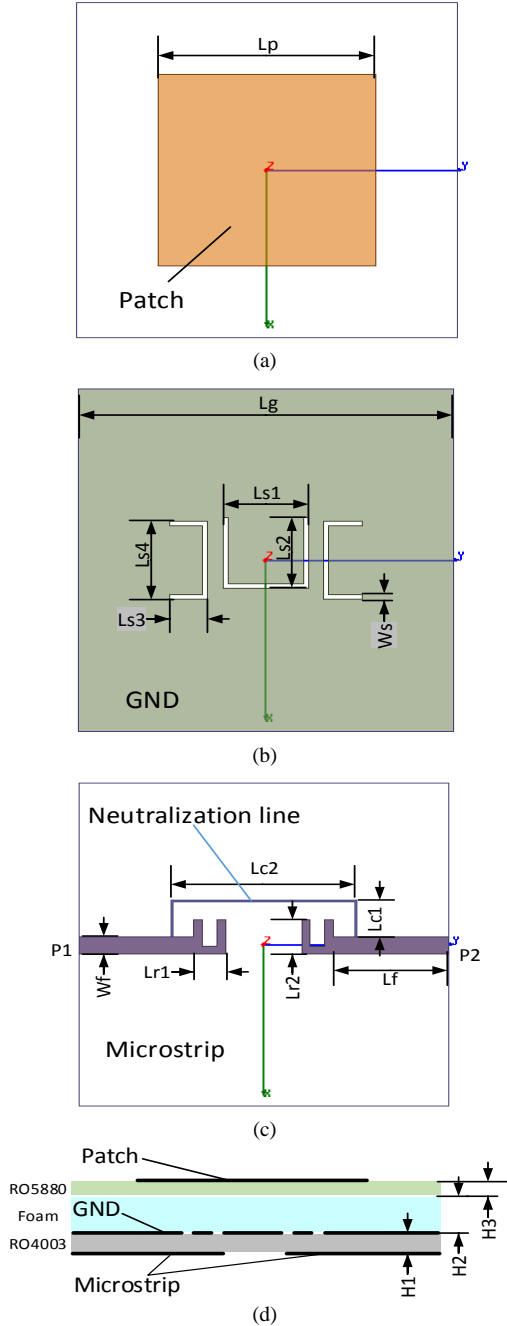 Lp
Z
Y
Patch
X
(a)
Lg
Ls1
Ls4
Ls2
Z
Y
Ls3
Ws
GND
X
(b)
Neutralization line
Lc2
Lc1
P1
Z
Y
P2
Wf
Lr1
Lr2
Lf
Microstrip
X
(c)
Patch
RO5880
Foam
GND
RO4003
H3
H2
H1
Microstrip
(d)